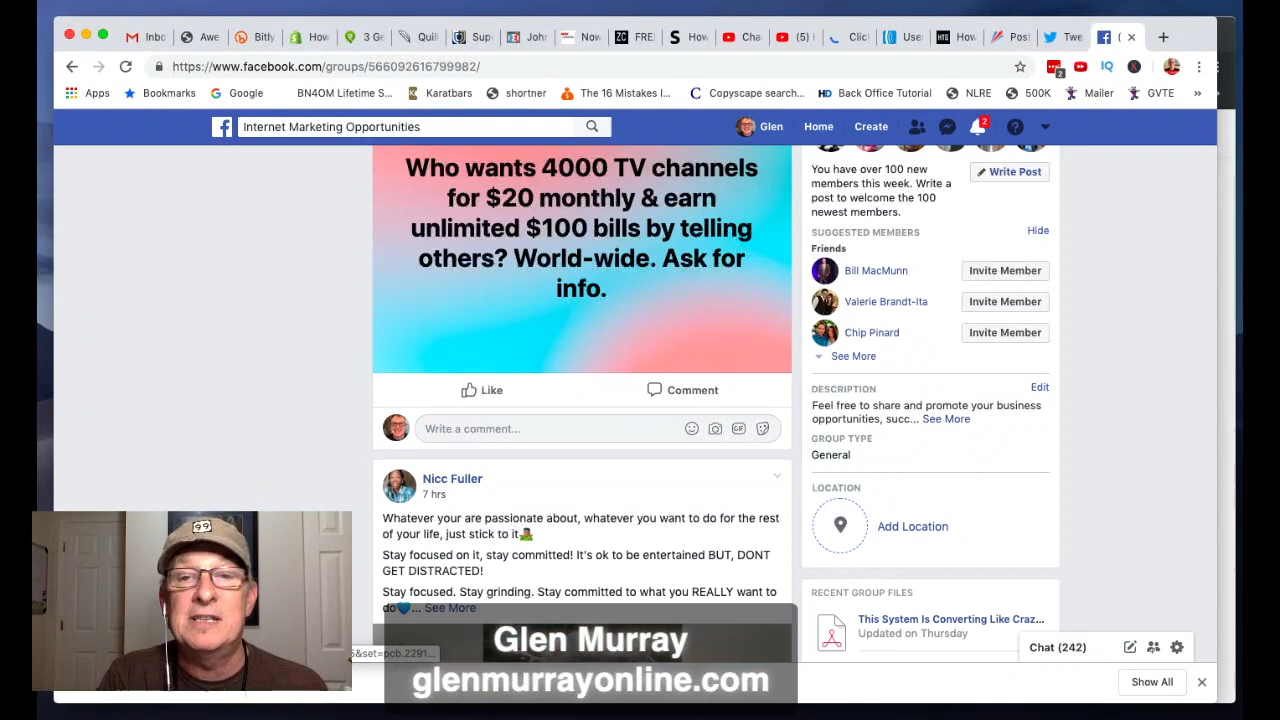 Inbo
Awe
Bitly
How
3 Ge
Quil
Sup
John
Now
FRE
How
Cha
(5)
Clic
Use
How
Post
Twe
(
https://www.facebook.com/groups/566092616799982/
2
Apps
Bookmarks
Google
BN4OM Lifetime S...
Karatbars
shortner
The 16 Mistakes I...
Copyscape search...
HD Back Office Tutorial
NLRE
500K
Mailer
GVTE
»
Internet Marketing Opportunities
Glen
Home
Create
2
Who wants 4000 TV channels
for $20 monthly & earn
unlimited $100 bills by telling
others? World-wide. Ask for
info.
Like
Comment
Write a comment...
GIF
Nicc Fuller
7 hrs
Whatever your are passionate about, whatever you want to do for the rest
of your life, just stick to it
Stay focused on it, stay committed! It's ok to be entertained BUT, DONT
GET DISTRACTED!
Stay focused. Stay grinding. Stay committed to what you REALLY want to
do... See More
You have over 100 new
members this week. Write a
post to welcome the 100
newest members.
Write Post
SUGGESTED MEMBERS
Hide
Friends
Bill MacMunn
Invite Member
Valerie Brandt-Ita
Invite Member
Chip Pinard
Invite Member
See More
DESCRIPTION
Edit
Feel free to share and promote your business
opportunities, succ... See More
GROUP TYPE
General
LOCATION
Add Location
RECENT GROUP FILES
This System Is Converting Like Craz...
Updated on Thursday
Chat (242)
Show All
99
&set=pcb.2291...
Glen Murray
glenmurrayonline.com